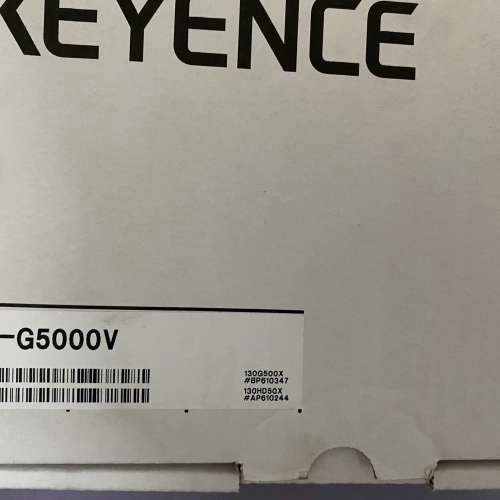 KEYENCE
-G5000V
130G500X
#BP610347
130HD50X
#AP610244